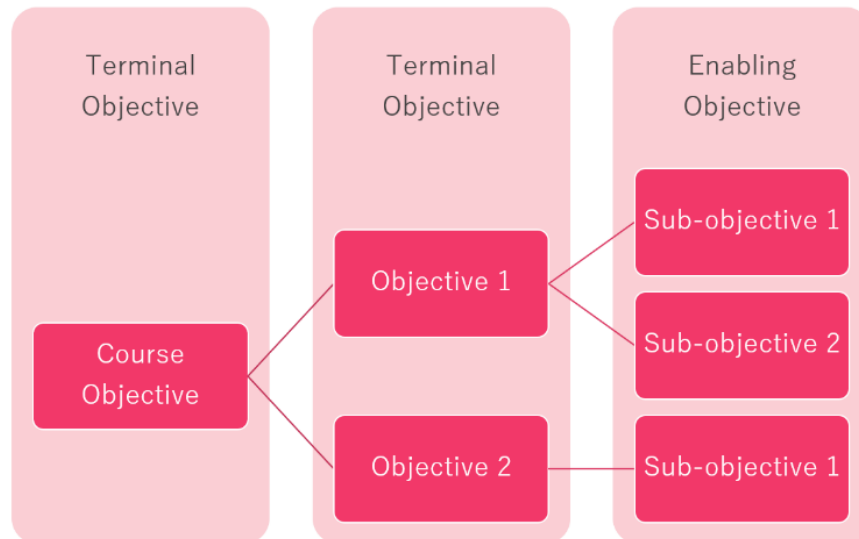 Terminal
Objective
Terminal
Objective
Enabling
Objective
Course
Objective
Objective 1
Objective 2
Sub-objective 1
Sub-objective 2
Sub-objective 1